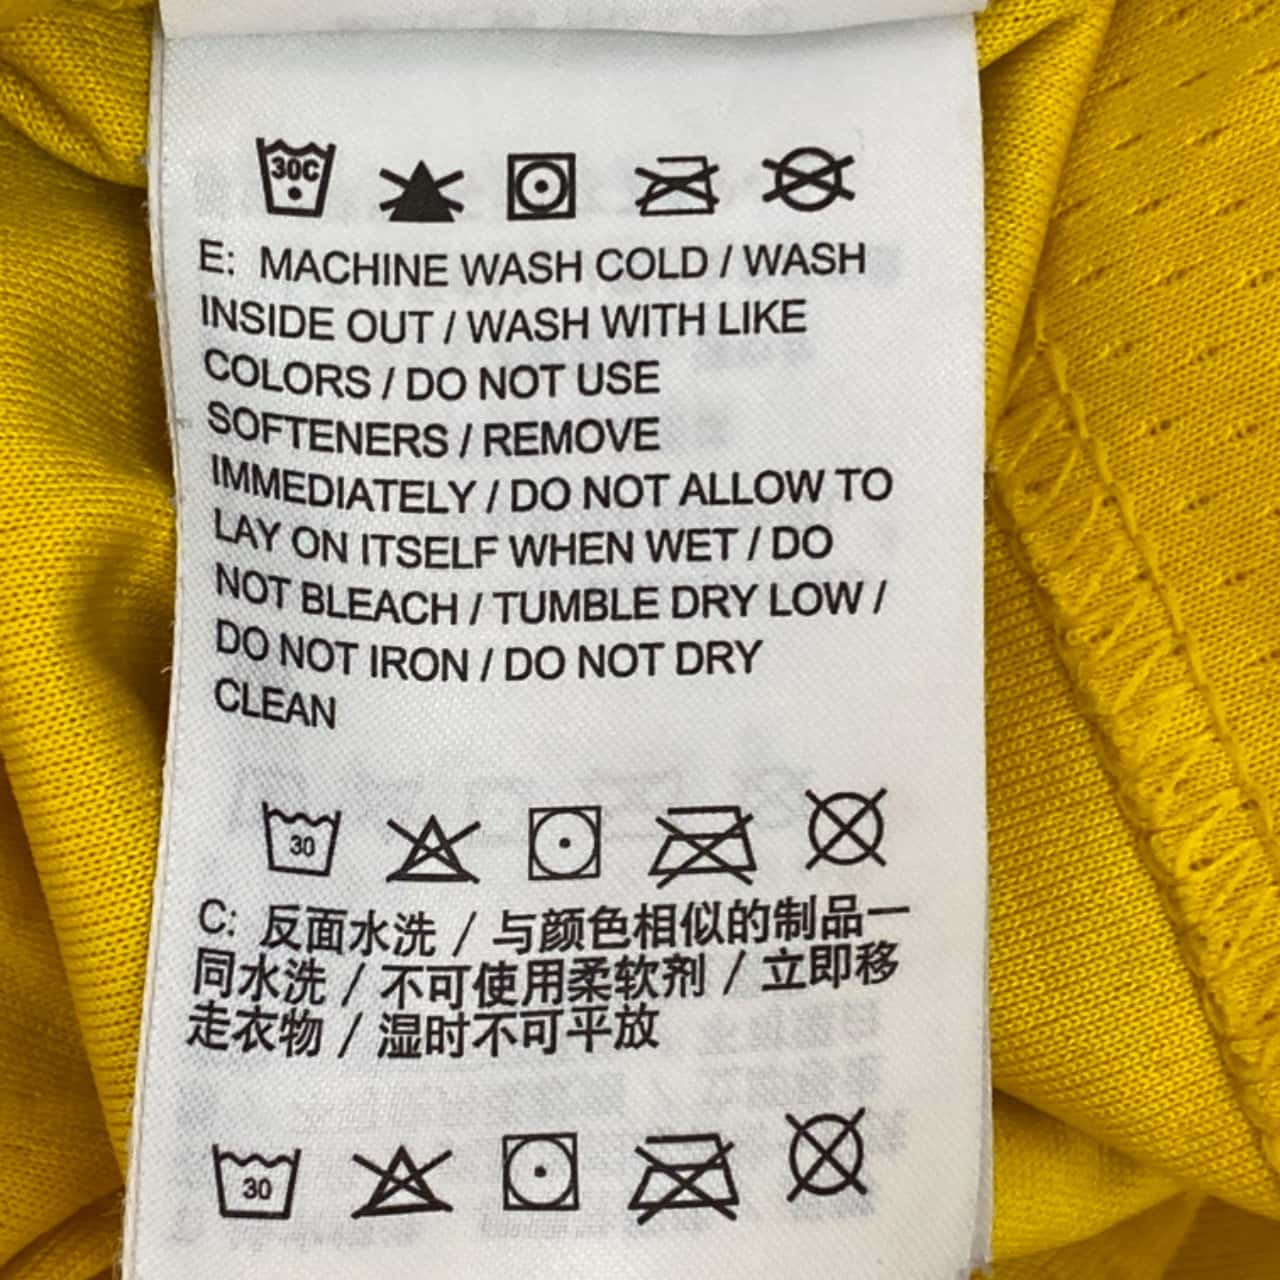 30C
E: MACHINE WASH COLD / WASH
INSIDE OUT / WASH WITH LIKE
COLORS / DO NOT USE
SOFTENERS / REMOVE
IMMEDIATELY / DO NOT ALLOW TO
LAY ON ITSELF WHEN WET / DO
NOT BLEACH / TUMBLE DRY LOW /
DO NOT IRON / DO NOT DRY
CLEAN
30
C: 反面水洗 / 与颜色相似的制品一
同水洗 / 不可使用柔软剂 / 立即移
走衣物 / 湿时不可平放
30